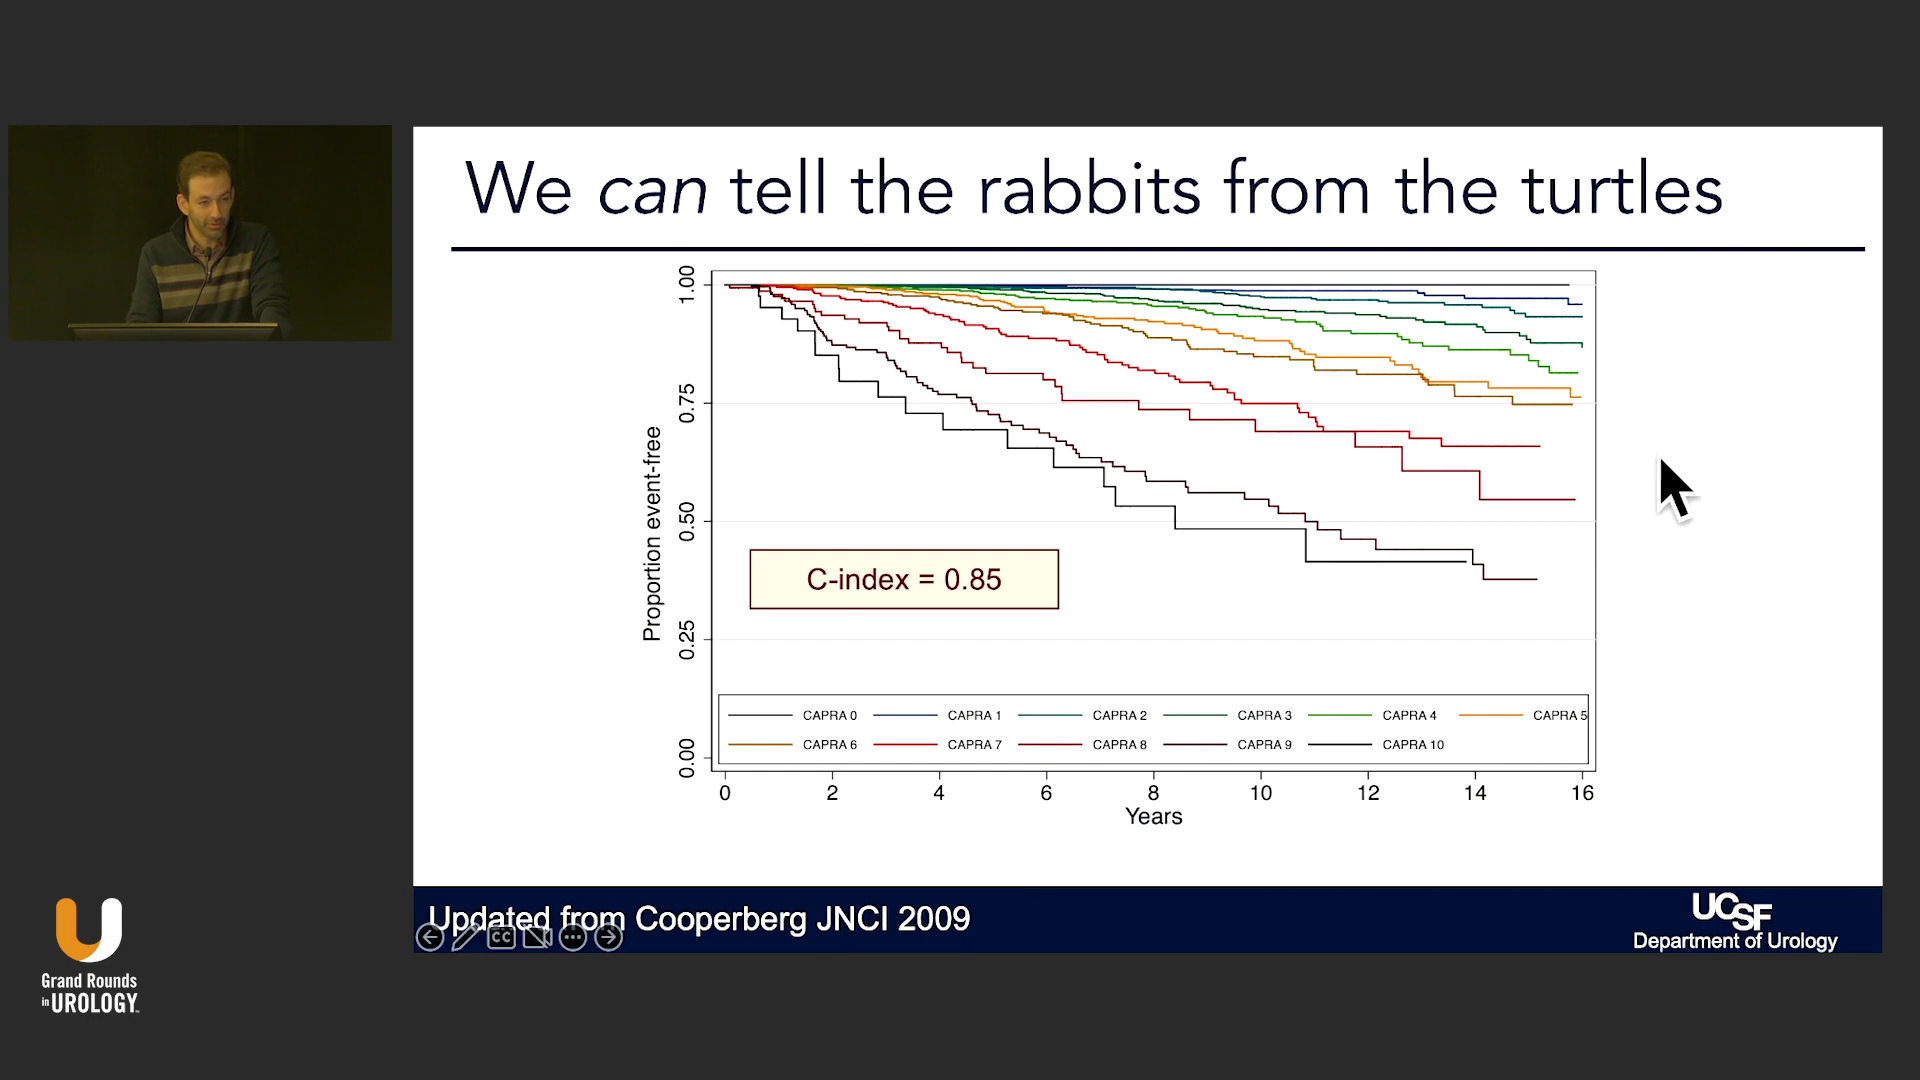 We can tell the rabbits from the turtles
1.00
0.75
0.50
0.25
0.00
Proportion event-free
C-index = 0.85
CAPRA 0 CAPRA 1 CAPRA 2 CAPRA 3 CAPRA 4 CAPRA 5
CAPRA 6 CAPRA 7 CAPRA 8 CAPRA 9 CAPRA 10
0 2 4 6 8 10 12 14 16
Years
Updated from Cooperberg JNCI 2009
CC
UCSF
Department of Urology
Grand Rounds
in UROLOGY